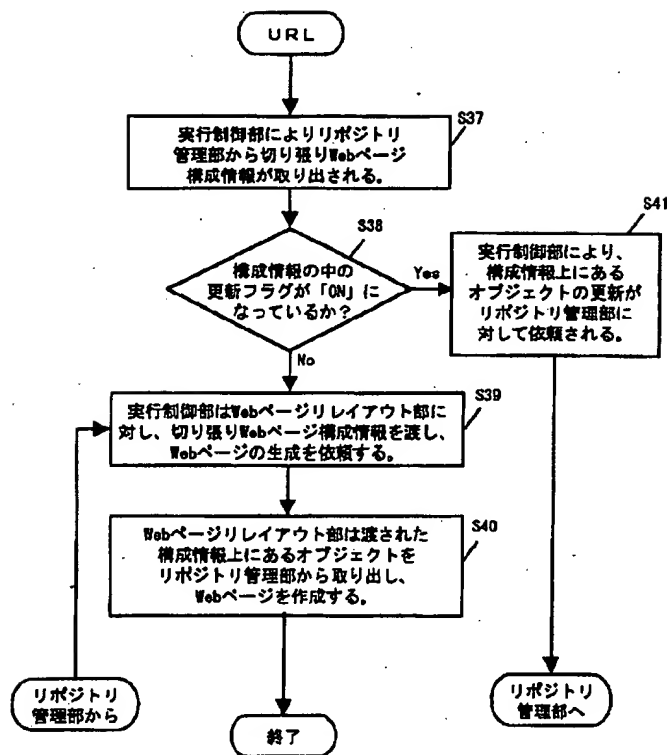 URL
S37
実行制御部によりリポジトリ
管理部から切り張りWebページ
構成情報が取り出される。
S38
構成情報の中の
更新フラグが「ON」に
なっているか？
Yes
No
S41
実行制御部により、
構成情報上にある
オブジェクトの更新が
リポジトリ管理部に
対して依頼される。
S39
実行制御部はWebページリレイアウト部に
対し、切り張りWebページ構成情報を渡し、
Webページの生成を依頼する。
S40
Webページリレイアウト部は渡された
構成情報上にあるオブジェクトを
リポジトリ管理部から取り出し、
Webページを作成する。
リポジトリ
管理部から
終了
リポジトリ
管理部へ